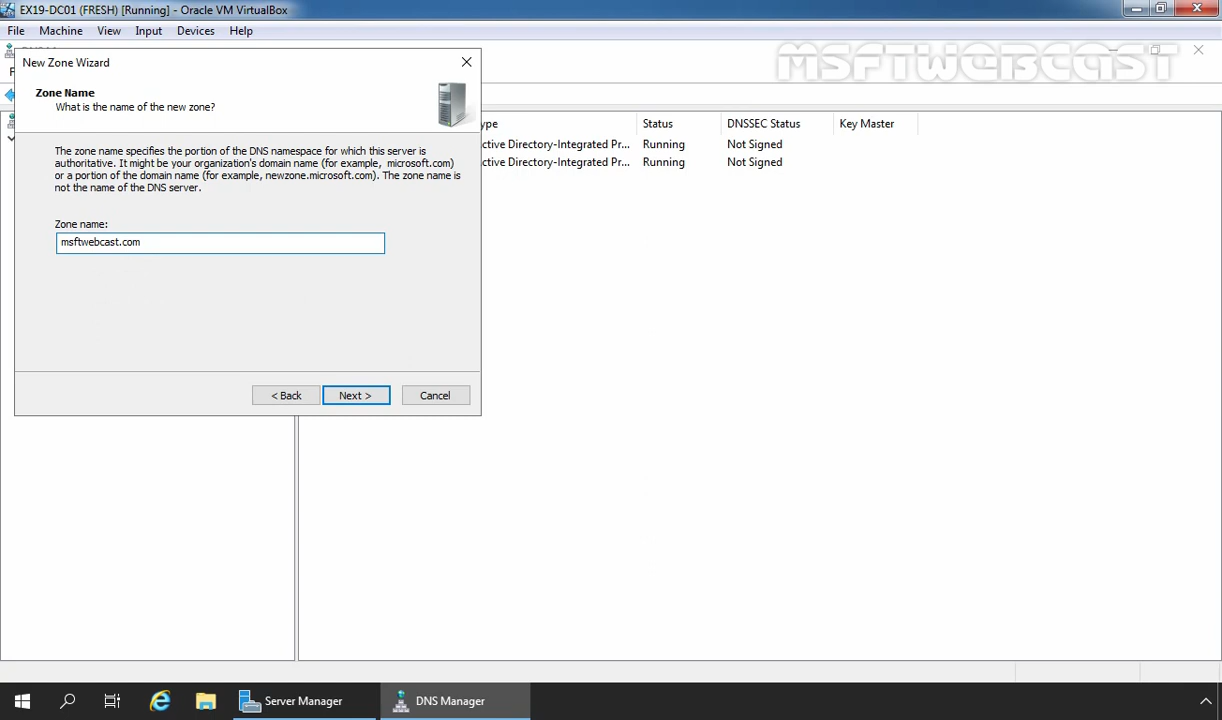 EX19-DC01 (FRESH) [Running] - Oracle VM VirtualBox
File Machine View Input Devices Help
MSFTWEBCAST
New Zone Wizard
Zone Name
What is the name of the new zone?
ype Status DNSSEC Status Key Master
ctive Directory-Integrated Pr... Running Not Signed
ctive Directory-Integrated Pr... Running Not Signed
The zone name specifies the portion of the DNS namespace for which this server is
authoritative. It might be your organization's domain name (for example, microsoft.com)
or a portion of the domain name (for example, newzone.microsoft.com). The zone name is
not the name of the DNS server.
Zone name:
msftwebcast.com
< Back Next > Cancel
Server Manager DNS Manager